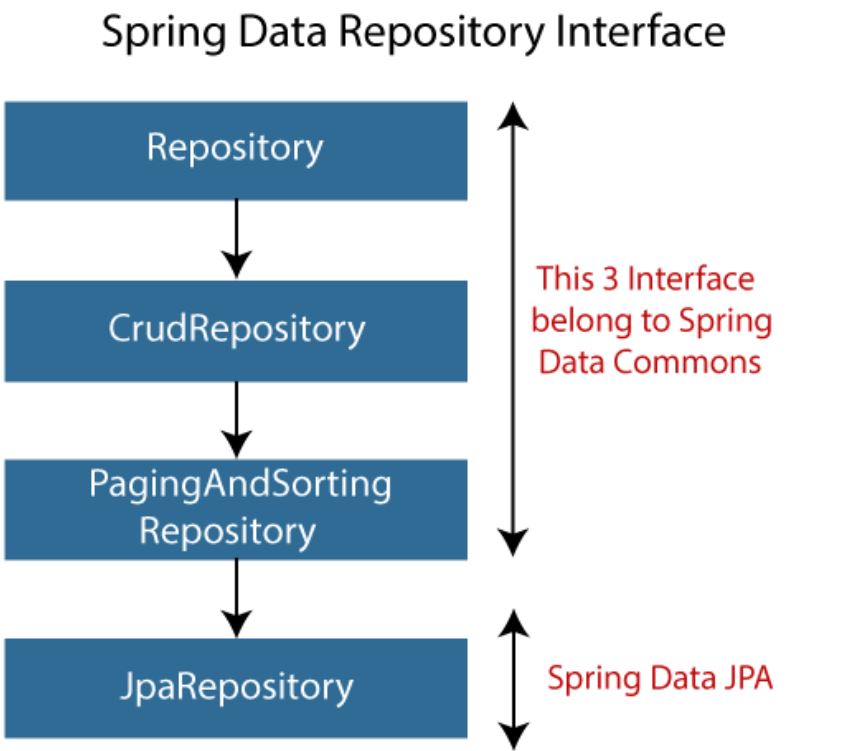 Spring Data Repository Interface
Repository
CrudRepository
This 3 Interface
belong to Spring
Data Commons
PagingAndSorting
Repository
JpaRepository
Spring Data JPA